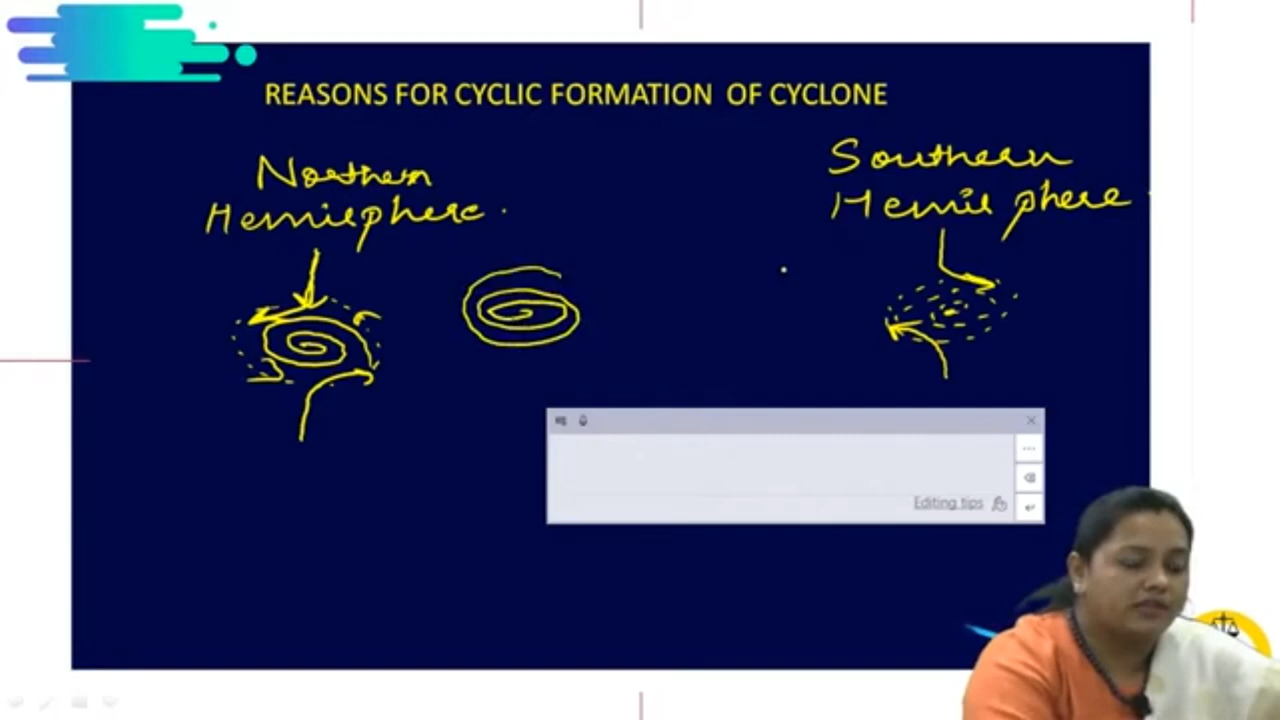 REASONS FOR CYCLIC FORMATION OF CYCLONE
Northern
Hemisphere.
Southern
Hemisphere
Editing tips